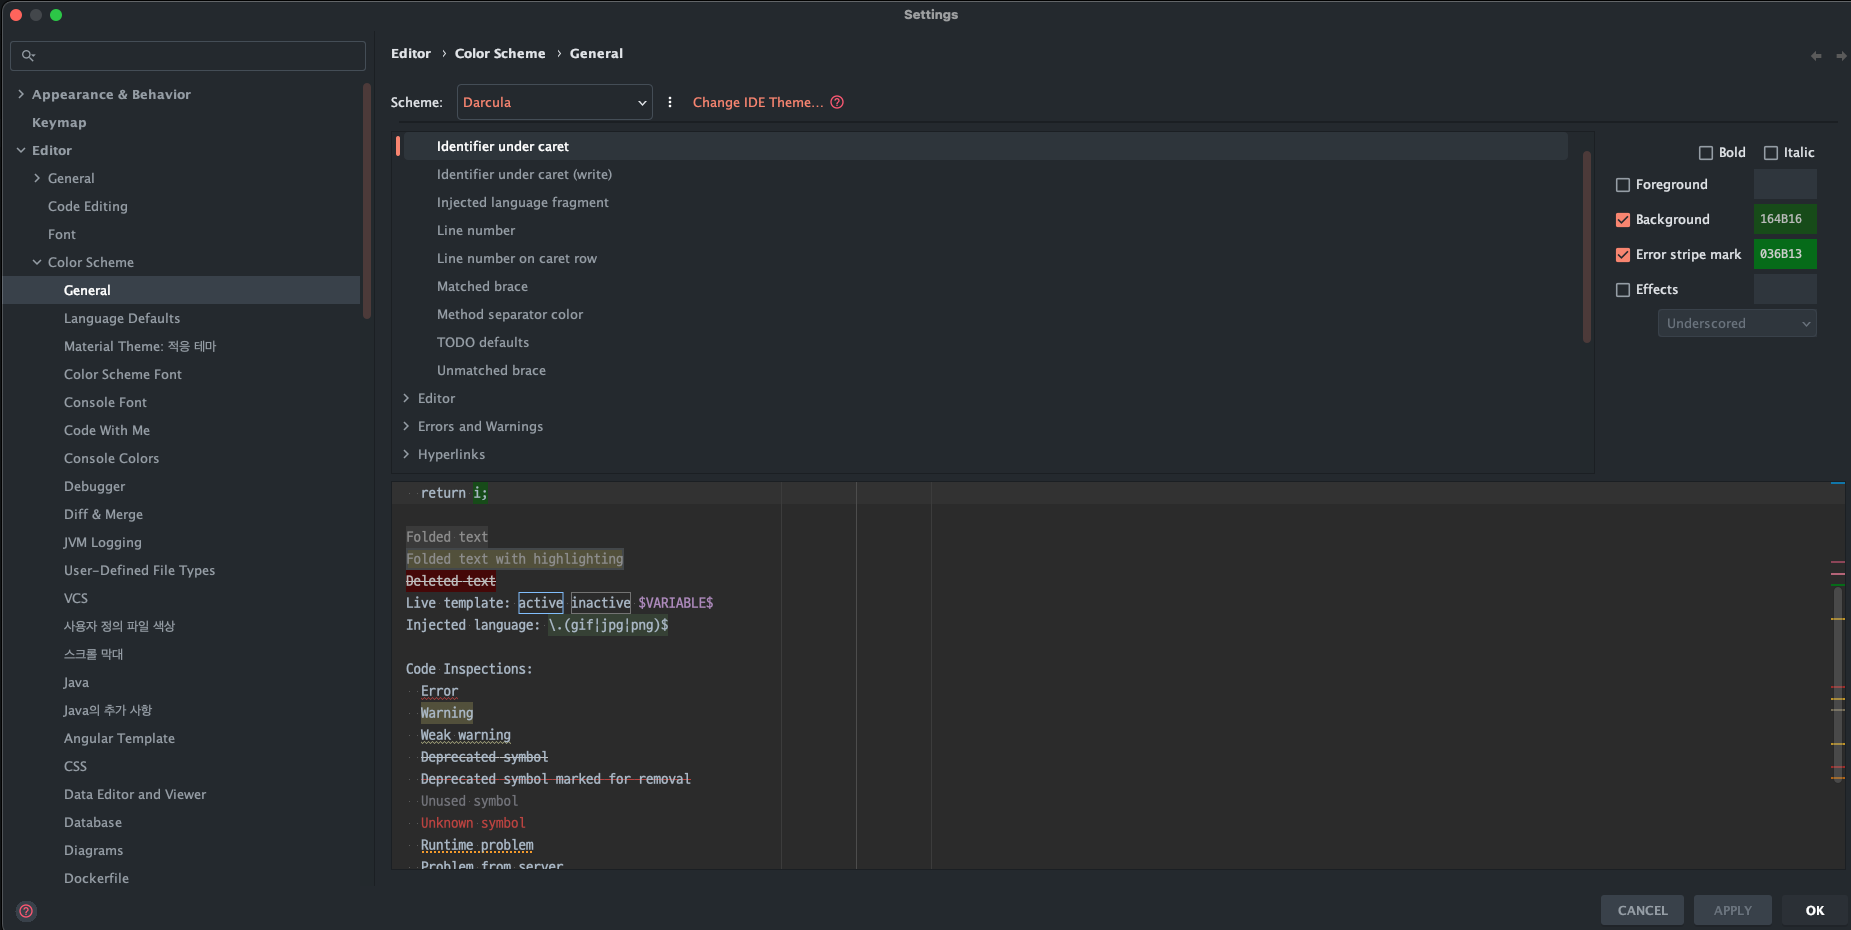 Settings
Editor › Color Scheme › General
Scheme: Darcula Change IDE Theme...
Appearance & Behavior
Keymap
Editor
General
Code Editing
Font
Color Scheme
General
Language Defaults
Material Theme: 적응 테마
Color Scheme Font
Console Font
Code With Me
Console Colors
Debugger
Diff & Merge
JVM Logging
User-Defined File Types
VCS
사용자 정의 파일 색상
스크롤 막대
Java
Java의 추가 사항
Angular Template
CSS
Data Editor and Viewer
Database
Diagrams
Dockerfile
Identifier under caret
Identifier under caret (write)
Injected language fragment
Line number
Line number on caret row
Matched brace
Method separator color
TODO defaults
Unmatched brace
Editor
Errors and Warnings
Hyperlinks
Bold Italic
Foreground
Background 164B16
Error stripe mark 036B13
Effects
Underscored
return i;
Folded text
Folded text with highlighting
Deleted text
Live template: active inactive $VARIABLE$
Injected language: \.(gif|jpg|png)$
Code Inspections:
Error
Warning
Weak warning
Deprecated symbol
Deprecated symbol marked for removal
Unused symbol
Unknown symbol
Runtime problem
Problem from server
CANCEL APPLY OK